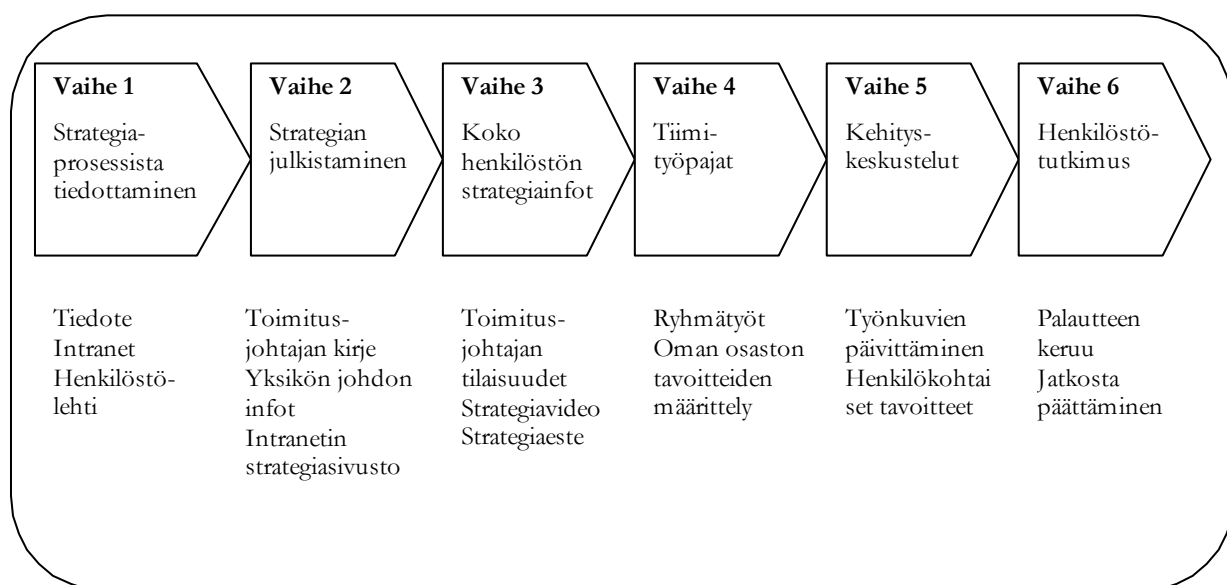 Vaihe 1
Strategia-
prosessista
tiedottaminen
Vaihe 2
Strategian
julkistaminen
Vaihe 3
Koko
henkilöstön
strategiainfot
Vaihe 4
Tiimi-
työpajat
Vaihe 5
Kehitys-
keskustelut
Vaihe 6
Henkilöstö-
tutkimus
Tiedote
Intranet
Henkilöstö-
lehti
Toimitus-
johtajan kirje
Yksikön johdon
infot
Intranetin
strategiasivusto
Toimitus-
johtajan
tilaisuudet
Strategiavideo
Strategiaeste
Ryhmätyöt
Oman osaston
tavoitteiden
määrittely
Työnkuvien
päivittäminen
Henkilökohtai
set tavoitteet
Palautteen
keruu
Jatkosta
päättäminen